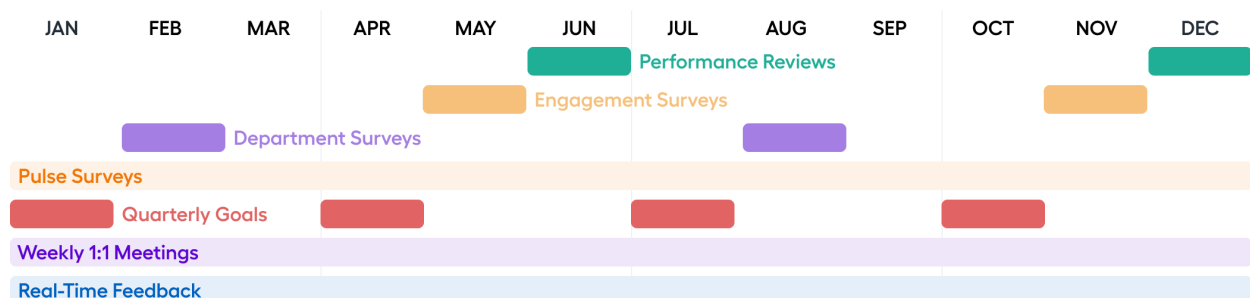 JAN FEB MAR APR MAY JUN JUL AUG SEP OCT NOV DEC
Performance Reviews
Engagement Surveys
Department Surveys
Pulse Surveys
Quarterly Goals
Weekly 1:1 Meetings
Real-Time Feedback